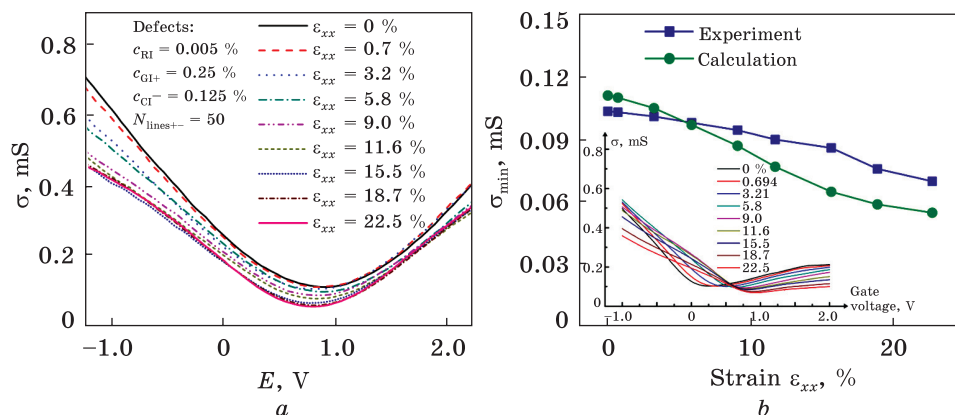 a
σ, mS
0.8
0.6
0.4
0.2
0
Defects:
c_RI = 0.005 %
c_GI+ = 0.25 %
c_CI− = 0.125 %
N_lines+− = 50
ε_xx = 0 %
ε_xx = 0.7 %
ε_xx = 3.2 %
ε_xx = 5.8 %
ε_xx = 9.0 %
ε_xx = 11.6 %
ε_xx = 15.5 %
ε_xx = 18.7 %
ε_xx = 22.5 %
−1.0 0 1.0 2.0
E, V
a
b
σ_min, mS
0.15
0.12
0.09
0.06
0.03
0
Experiment
Calculation
σ, mS
0.8
0.6
0.4
0.2
0
0 %
0.694
3.21
5.8
9.0
11.6
15.5
18.7
22.5
Gate
voltage, V
−1.0 0 1.0 2.0
0 10 20
Strain ε_xx, %
b